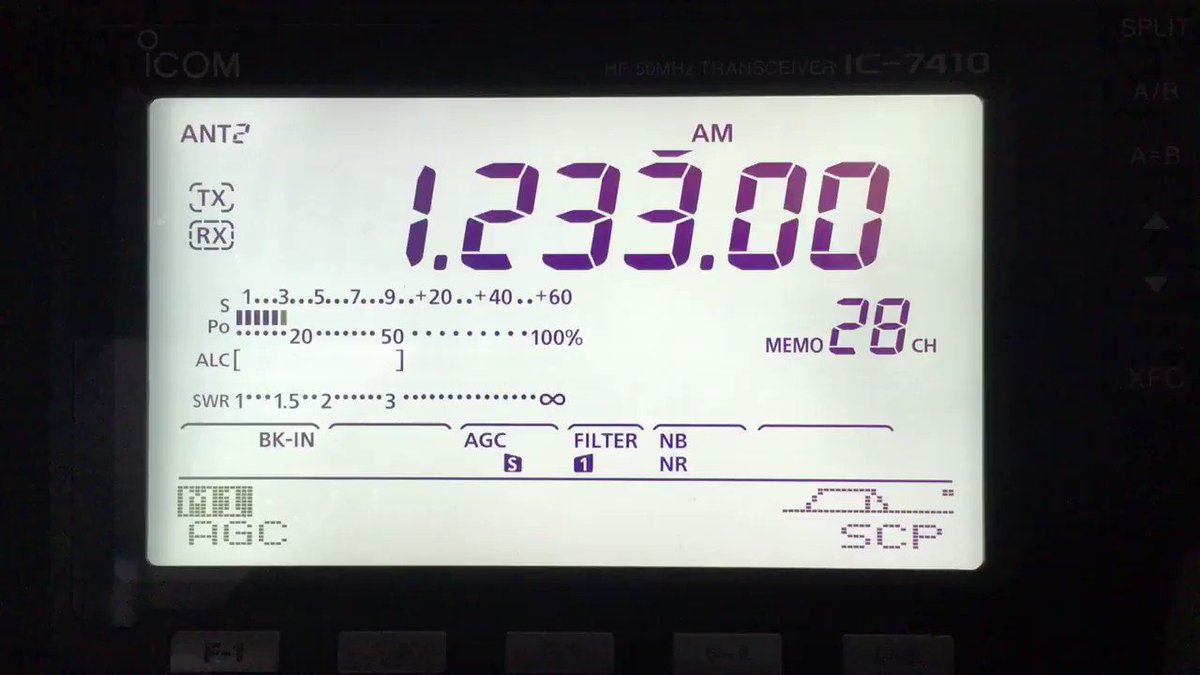 SPLIT
iCOM
HF/50MHz TRANSCEIVER IC-7410
A/B
ANT2
AM
A=B
TX
1.233.00
RX
S 1...3...5...7...9..+20..+40..+60
Po 20 50 100%
MEMO 28 CH
ALC[ ]
XFC
SWR 1•••1.5••2••••••3••••••••••••••∞
BK-IN AGC FILTER NB
S 1 NR
AGC SCP
F-1